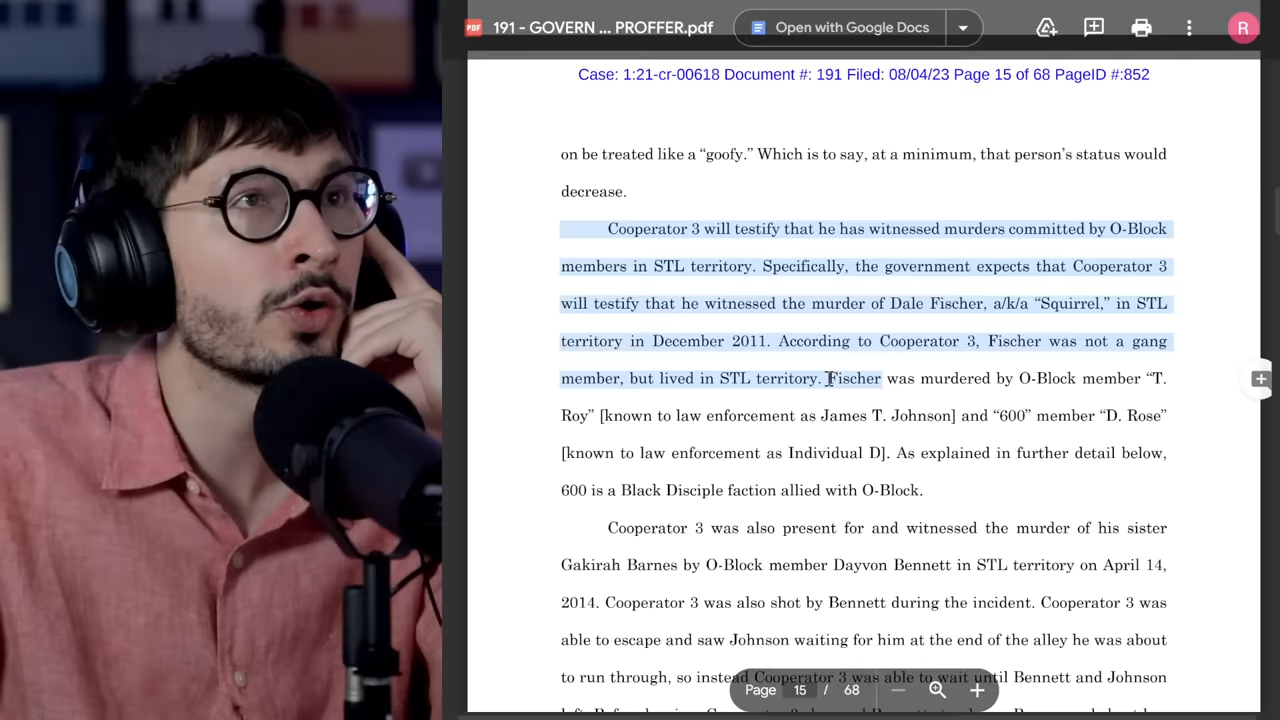 191 - GOVERN ... PROFFER.pdf
Open with Google Docs
R
Case: 1:21-cr-00618 Document #: 191 Filed: 08/04/23 Page 15 of 68 PageID #:852
on be treated like a “goofy.” Which is to say, at a minimum, that person’s status would
decrease.
Cooperator 3 will testify that he has witnessed murders committed by O-Block
members in STL territory. Specifically, the government expects that Cooperator 3
will testify that he witnessed the murder of Dale Fischer, a/k/a “Squirrel,” in STL
territory in December 2011. According to Cooperator 3, Fischer was not a gang
member, but lived in STL territory. Fischer was murdered by O-Block member “T.
Roy” [known to law enforcement as James T. Johnson] and “600” member “D. Rose”
[known to law enforcement as Individual D]. As explained in further detail below,
600 is a Black Disciple faction allied with O-Block.
Cooperator 3 was also present for and witnessed the murder of his sister
Gakirah Barnes by O-Block member Dayvon Bennett in STL territory on April 14,
2014. Cooperator 3 was also shot by Bennett during the incident. Cooperator 3 was
able to escape and saw Johnson waiting for him at the end of the alley he was about
to run through, so instead Cooperator 3 was able to wait until Bennett and Johnson
Page 15 / 68